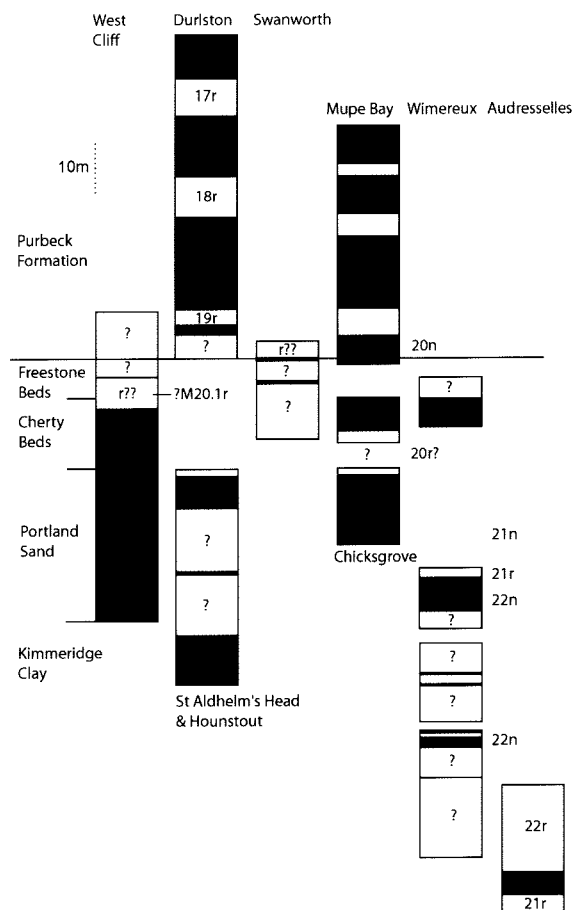 West
Cliff
Durlston
Swanworth
17r
Mupe Bay
Wimereux
Audresselles
10m
18r
Purbeck
Formation
19r
?
?
r??
20n
Freestone
Beds
?
?
?
r??
?M20.1r
?
Cherty
Beds
?
20r?
Portland
Sand
?
21n
Chicksgrove
21r
?
22n
?
Kimmeridge
Clay
?
St Aldhelm's Head
& Hounstout
?
22n
?
?
22r
21r